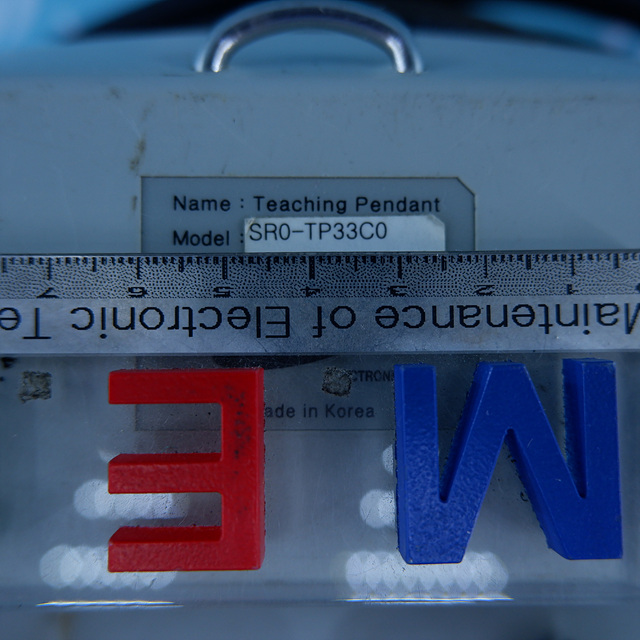 Name : Teaching Pendant
Model : SR0-TP33C0
7 6 5 4 3 2 1
Maintenance of Electronic Te
ade in Korea
E M